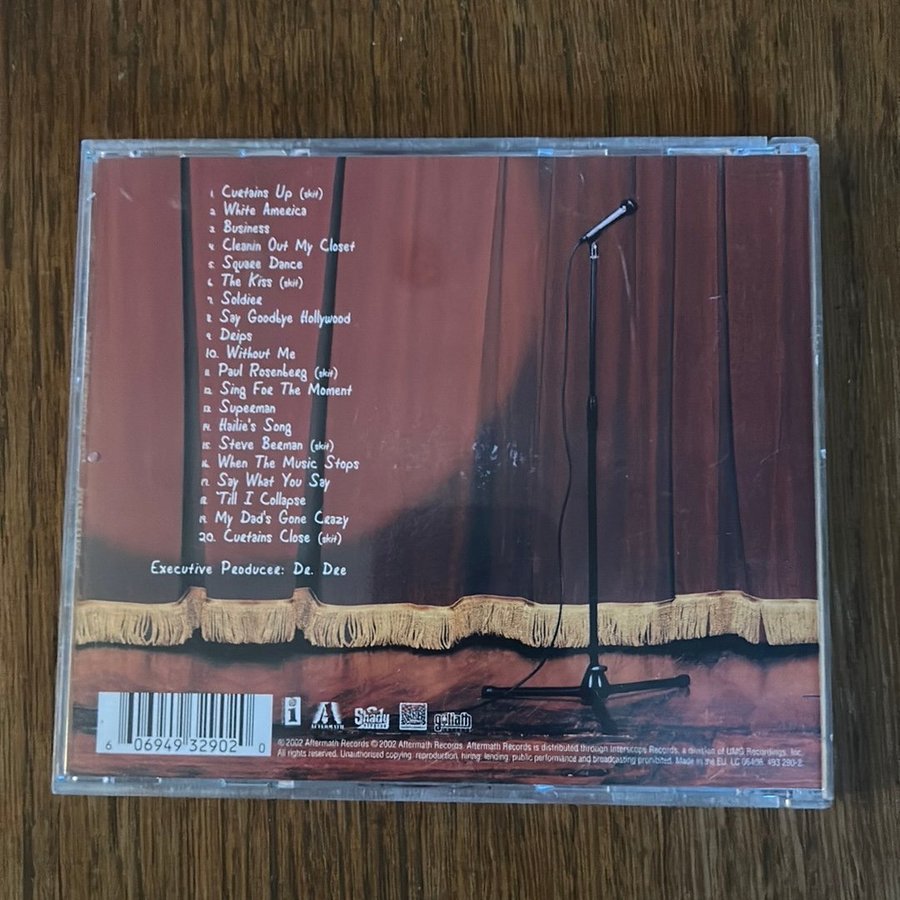 1. Curtains Up (skit)
2. White America
3. Business
4. Cleanin Out My Closet
5. Square Dance
6. The Kiss (skit)
7. Soldier
8. Say Goodbye Hollywood
9. Drips
10. Without Me
11. Paul Rosenberg (skit)
12. Sing For The Moment
13. Superman
14. Hailie's Song
15. Steve Berman (skit)
16. When The Music Stops
17. Say What You Say
18. 'Till I Collapse
19. My Dad's Gone Crazy
20. Curtains Close (skit)
Executive Producer: Dr. Dre
6 06949 32902 0
i
AFTERMATH
Shady
goliath
℗ 2002 Aftermath Records © 2002 Aftermath Records. Aftermath Records is distributed through Interscope Records, a division of UMG Recordings, Inc.
All rights reserved. Unauthorised copying, reproduction, hiring, lending, public performance and broadcasting prohibited. Made in the EU. LC 06406. 493 290-2.